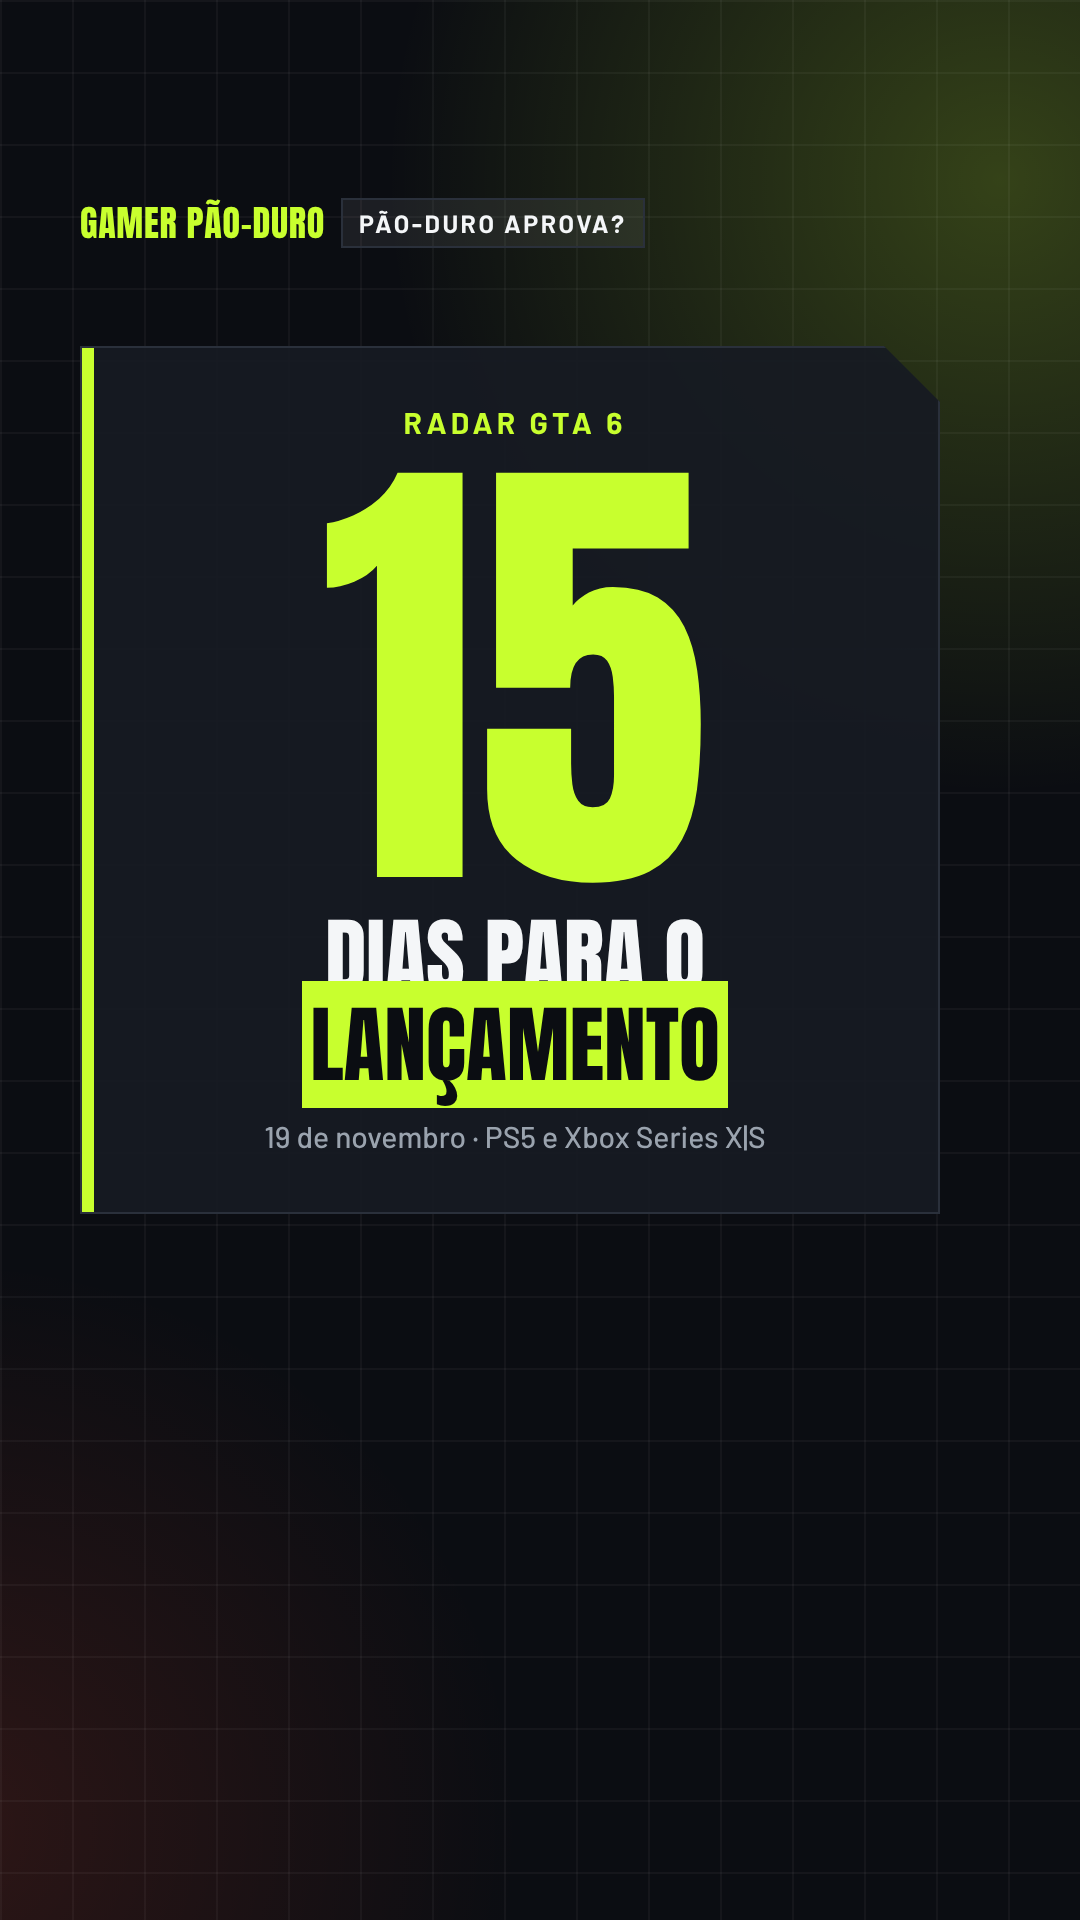 GAMER PÃO-DURO
PÃO-DURO APROVA?
RADAR GTA 6
15
DIAS PARA O
LANÇAMENTO
19 de novembro · PS5 e Xbox Series X|S